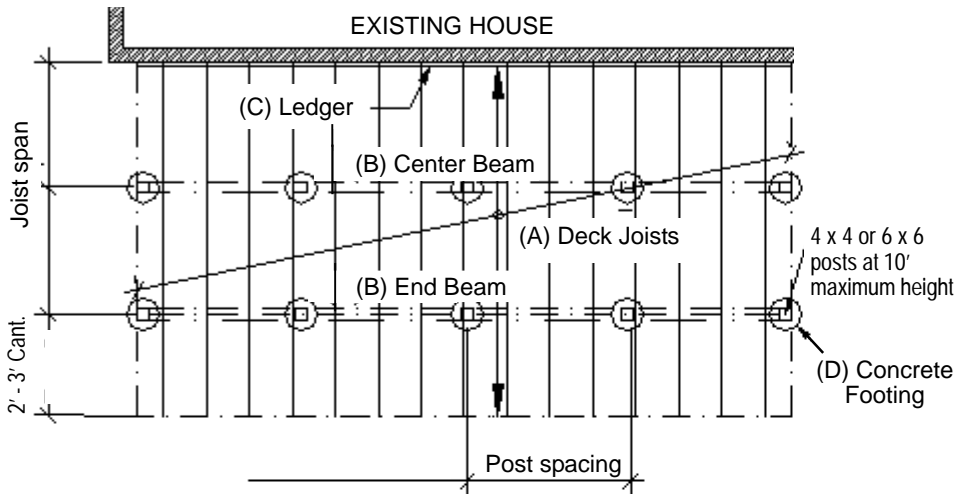 EXISTING HOUSE
(C) Ledger
Joist span
(B) Center Beam
(A) Deck Joists
4 x 4 or 6 x 6
posts at 10′
maximum height
(B) End Beam
2′ - 3′ Cant.
(D) Concrete
Footing
Post spacing